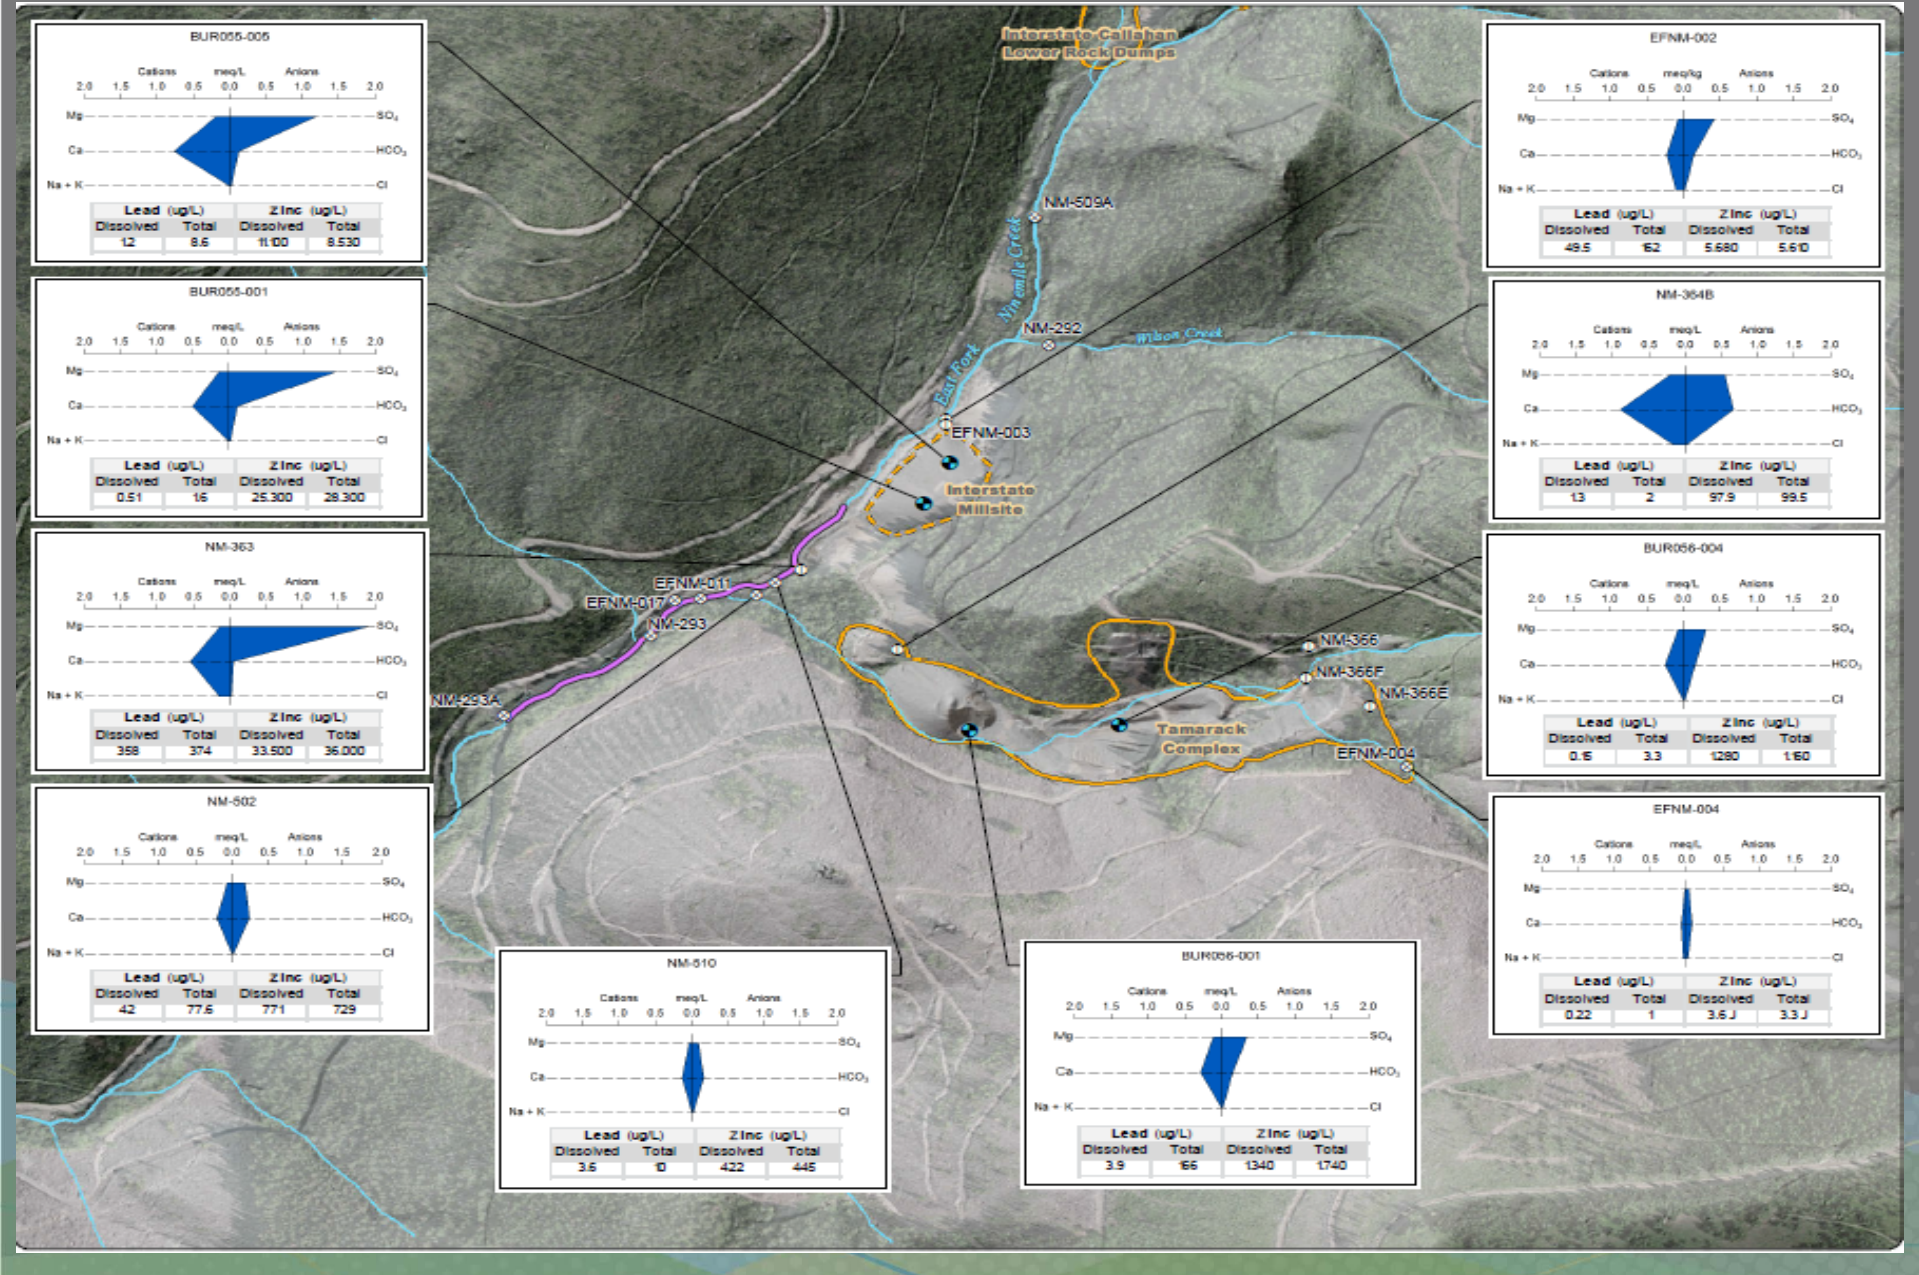 BUR055-005
Cations meq/L Anions
2.0 1.5 1.0 0.5 0.0 0.5 1.0 1.5 2.0
Mg SO₄
Ca HCO₃
Na + K Cl
Lead (ug/L) Zinc (ug/L)
Dissolved Total Dissolved Total
1.2 8.6 11,100 8,530
BUR055-001
Cations meq/L Anions
2.0 1.5 1.0 0.5 0.0 0.5 1.0 1.5 2.0
Mg SO₄
Ca HCO₃
Na + K Cl
Lead (ug/L) Zinc (ug/L)
Dissolved Total Dissolved Total
0.51 25,300 28,300
NM-363
Cations meq/L Anions
2.0 1.5 1.0 0.5 0.0 0.5 1.0 1.5 2.0
Mg SO₄
Ca HCO₃
Na + K Cl
Lead (ug/L) Zinc (ug/L)
Dissolved Total Dissolved Total
358 374 33,500 36,000
NM-502
Cations meq/L Anions
2.0 1.5 1.0 0.5 0.0 0.5 1.0 1.5 2.0
Mg SO₄
Ca HCO₃
Na + K Cl
Lead (ug/L) Zinc (ug/L)
Dissolved Total Dissolved Total
42 77.6 771 729
Interstate-Callahan
Lower Rock Dumps
NM-509A
Ninemile Creek
NM-292
Wilson Creek
East Fork
EFNM-003
Interstate
Millsite
EFNM-011
EFNM-017
NM-293
NM-293A
NM-366
NM-366F
NM-366E
Tamarack
Complex
EFNM-004
NM-510
Cations meq/L Anions
2.0 1.5 1.0 0.5 0.0 0.5 1.0 1.5 2.0
Mg SO₄
Ca HCO₃
Na + K Cl
Lead (ug/L) Zinc (ug/L)
Dissolved Total Dissolved Total
3.6 10 422 445
BUR056-001
Cations meq/L Anions
2.0 1.5 1.0 0.5 0.0 0.5 1.0 1.5 2.0
Mg SO₄
Ca HCO₃
Na + K Cl
Lead (ug/L) Zinc (ug/L)
Dissolved Total Dissolved Total
3.9 166 1,340 1,740
EFNM-002
Cations meq/kg Anions
2.0 1.5 1.0 0.5 0.0 0.5 1.0 1.5 2.0
Mg SO₄
Ca HCO₃
Na + K Cl
Lead (ug/L) Zinc (ug/L)
Dissolved Total Dissolved Total
49.5 162 5,680 5,610
NM-364B
Cations meq/L Anions
2.0 1.5 1.0 0.5 0.0 0.5 1.0 1.5 2.0
Mg SO₄
Ca HCO₃
Na + K Cl
Lead (ug/L) Zinc (ug/L)
Dissolved Total Dissolved Total
1.3 2 97.9 99.5
BUR056-004
Cations meq/L Anions
2.0 1.5 1.0 0.5 0.0 0.5 1.0 1.5 2.0
Mg SO₄
Ca HCO₃
Na + K Cl
Lead (ug/L) Zinc (ug/L)
Dissolved Total Dissolved Total
0.15 3.3 1,280 1,160
EFNM-004
Cations meq/L Anions
2.0 1.5 1.0 0.5 0.0 0.5 1.0 1.5 2.0
Mg SO₄
Ca HCO₃
Na + K Cl
Lead (ug/L) Zinc (ug/L)
Dissolved Total Dissolved Total
0.22 1 3.6 J 3.3 J